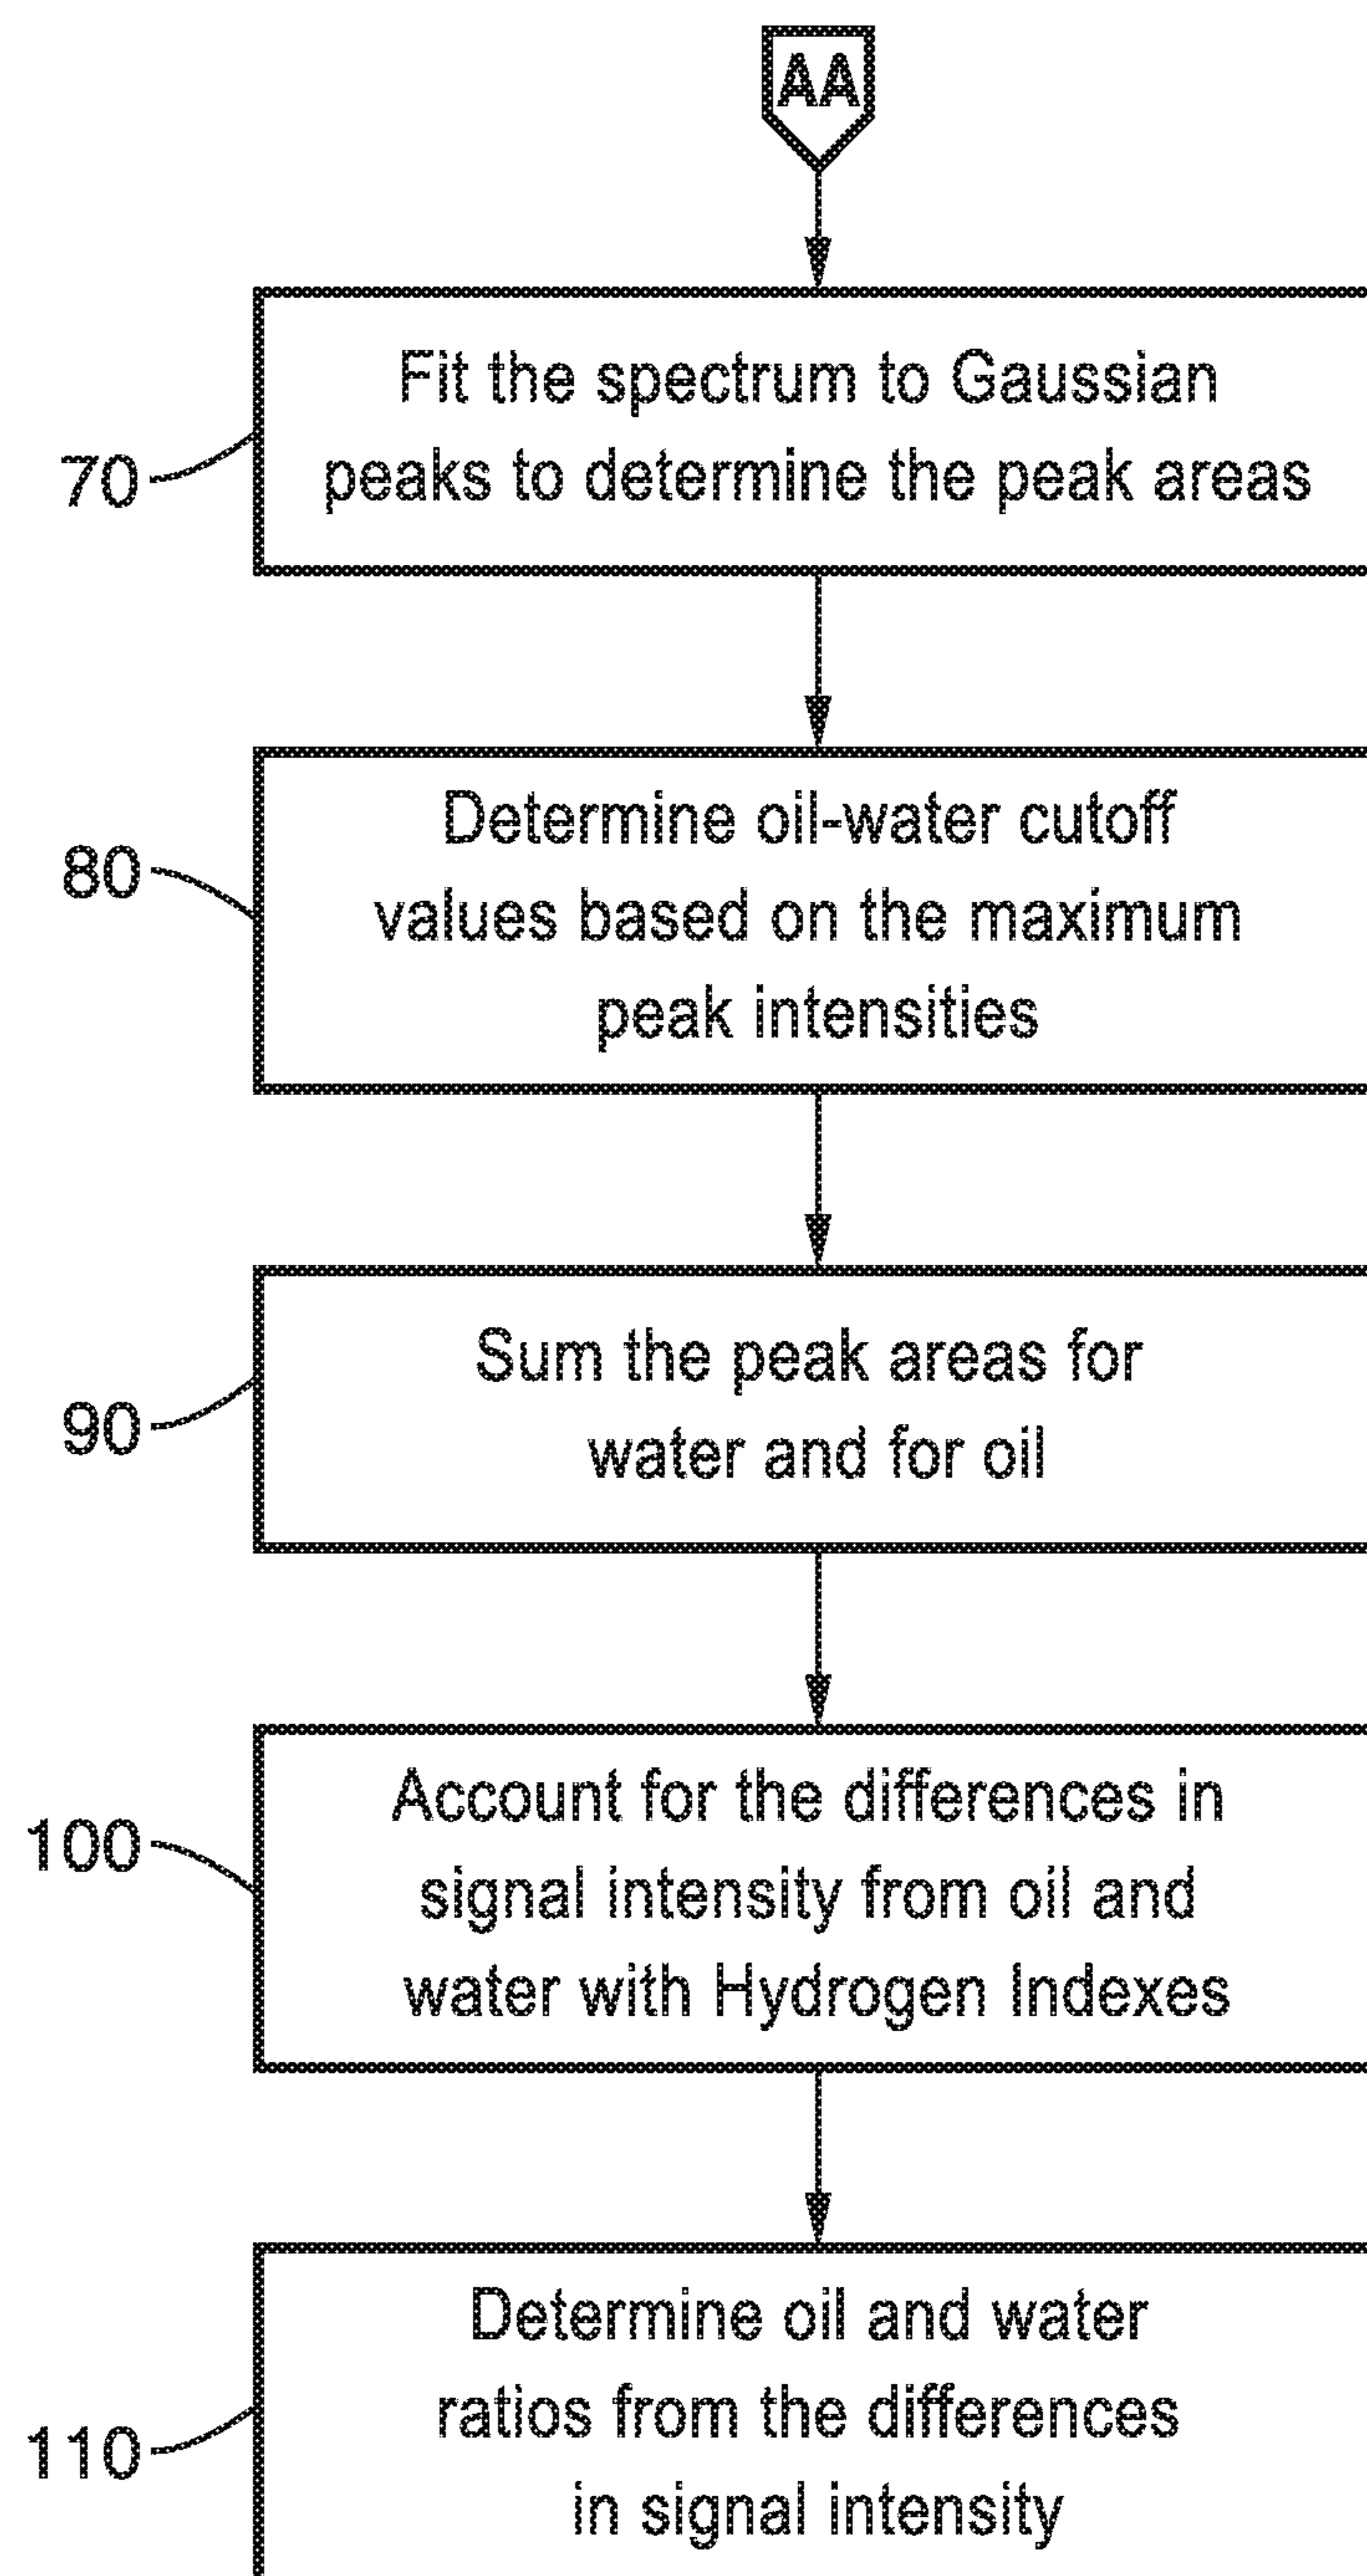 AA
Fit the spectrum to Gaussian
peaks to determine the peak areas
70
Determine oil-water cutoff
values based on the maximum
peak intensities
80
Sum the peak areas for
water and for oil
90
Account for the differences in
signal intensity from oil and
water with Hydrogen Indexes
100
Determine oil and water
ratios from the differences
in signal intensity
110